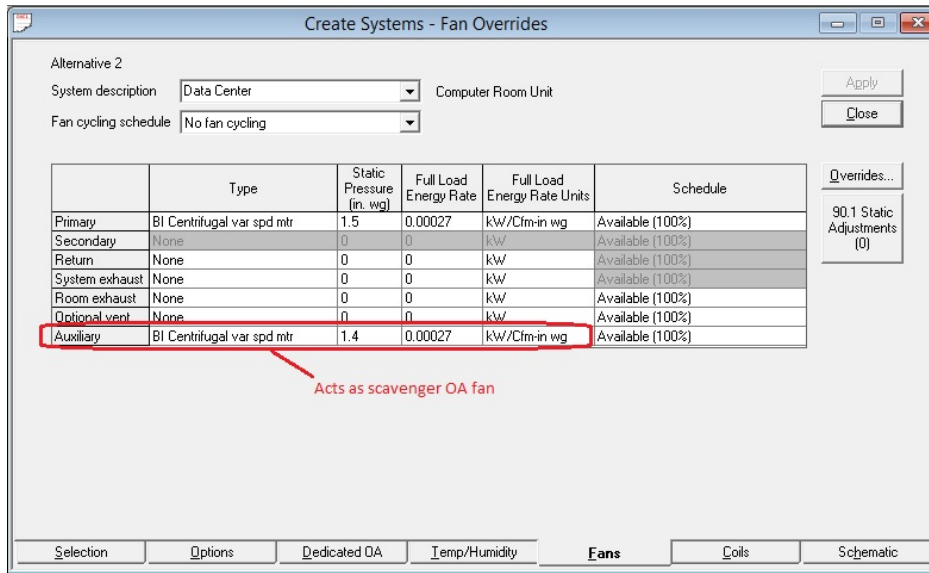 Create Systems - Fan Overrides
Alternative 2
System description Data Center Computer Room Unit
Fan cycling schedule No fan cycling
Apply
Close
Type Static Pressure (in. wg) Full Load Energy Rate Full Load Energy Rate Units Schedule
Primary BI Centrifugal var spd mtr 1.5 0.00027 kW/Cfm-in wg Available (100%)
Secondary None 0 0 kW Available (100%)
Return None 0 0 kW Available (100%)
System exhaust None 0 0 kW Available (100%)
Room exhaust None 0 0 kW Available (100%)
Optional vent None 0 0 kW Available (100%)
Auxiliary BI Centrifugal var spd mtr 1.4 0.00027 kW/Cfm-in wg Available (100%)
Overrides...
90.1 Static
Adjustments
(0)
Acts as scavenger OA fan
Selection Options Dedicated OA Temp/Humidity Fans Coils Schematic